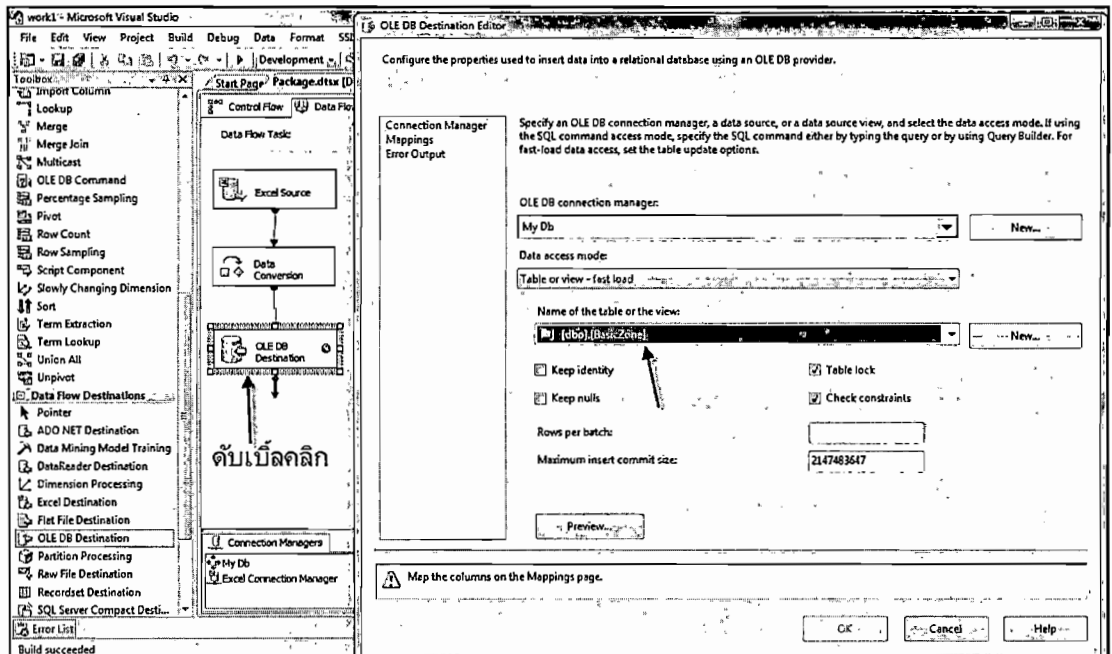 work1 - Microsoft Visual Studio
File Edit View Project Build Debug Data Format
Development
Toolbox
Start Page Package.dtsx [D
Import Column
Lookup
Merge
Merge Join
Multicast
OLE DB Command
Percentage Sampling
Pivot
Row Count
Row Sampling
Script Component
Slowly Changing Dimension
Sort
Term Extraction
Term Lookup
Union All
Unpivot
Data Flow Destinations
Pointer
ADO NET Destination
Data Mining Model Training
DataReader Destination
Dimension Processing
Excel Destination
Flat File Destination
OLE DB Destination
Partition Processing
Raw File Destination
Recordset Destination
SQL Server Compact Desti...
Error List
Build succeeded
Control Flow Data Flo
Data Flow Task:
Excel Source
Data
Conversion
OLE DB
Destination
ดับเบิ้ลคลิก
Connection Managers
My Db
Excel Connection Manager
OLE DB Destination Editor
Configure the properties used to insert data into a relational database using an OLE DB provider.
Connection Manager
Mappings
Error Output
Specify an OLE DB connection manager, a data source, or a data source view, and select the data access mode. If using
the SQL command access mode, specify the SQL command either by typing the query or by using Query Builder. For
fast-load data access, set the table update options.
OLE DB connection manager:
My Db
New...
Data access mode:
Table or view - fast load
Name of the table or the view:
[dbo].[BasicZone]
New...
Keep identity
Table lock
Keep nulls
Check constraints
Rows per batch:
Maximum insert commit size:
2147483647
Preview...
Map the columns on the Mappings page.
OK
Cancel
Help